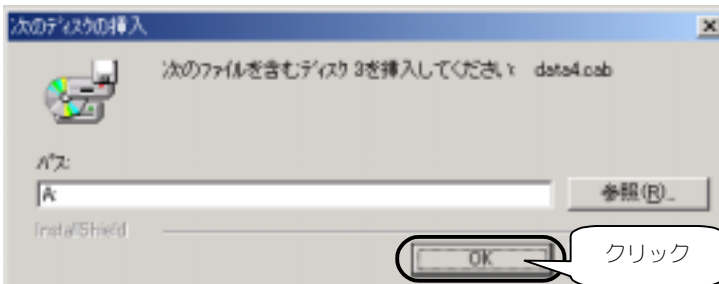 次のディスクの挿入
次のファイルを含むディスク 3を挿入してください: data4.cab
パス:
A:
参照(R)...
InstallShield
OK
クリック